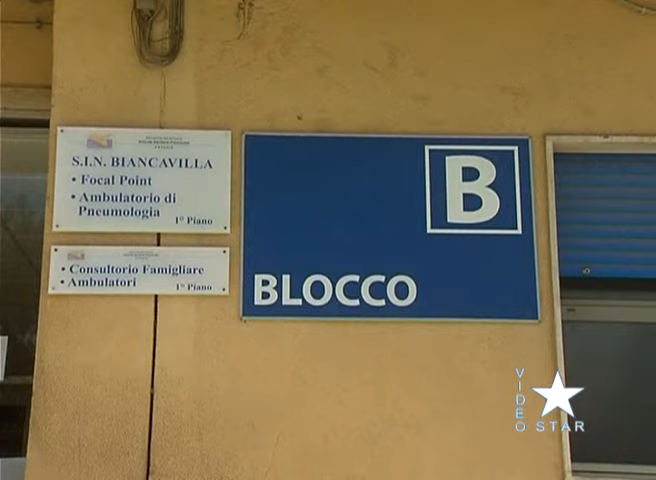 S.I.N. BIANCAVILLA
• Focal Point
• Ambulatorio di
Pneumologia
1° Piano
• Consultorio Famigliare
• Ambulatori
1° Piano
B
BLOCCO
VIDEO
STAR